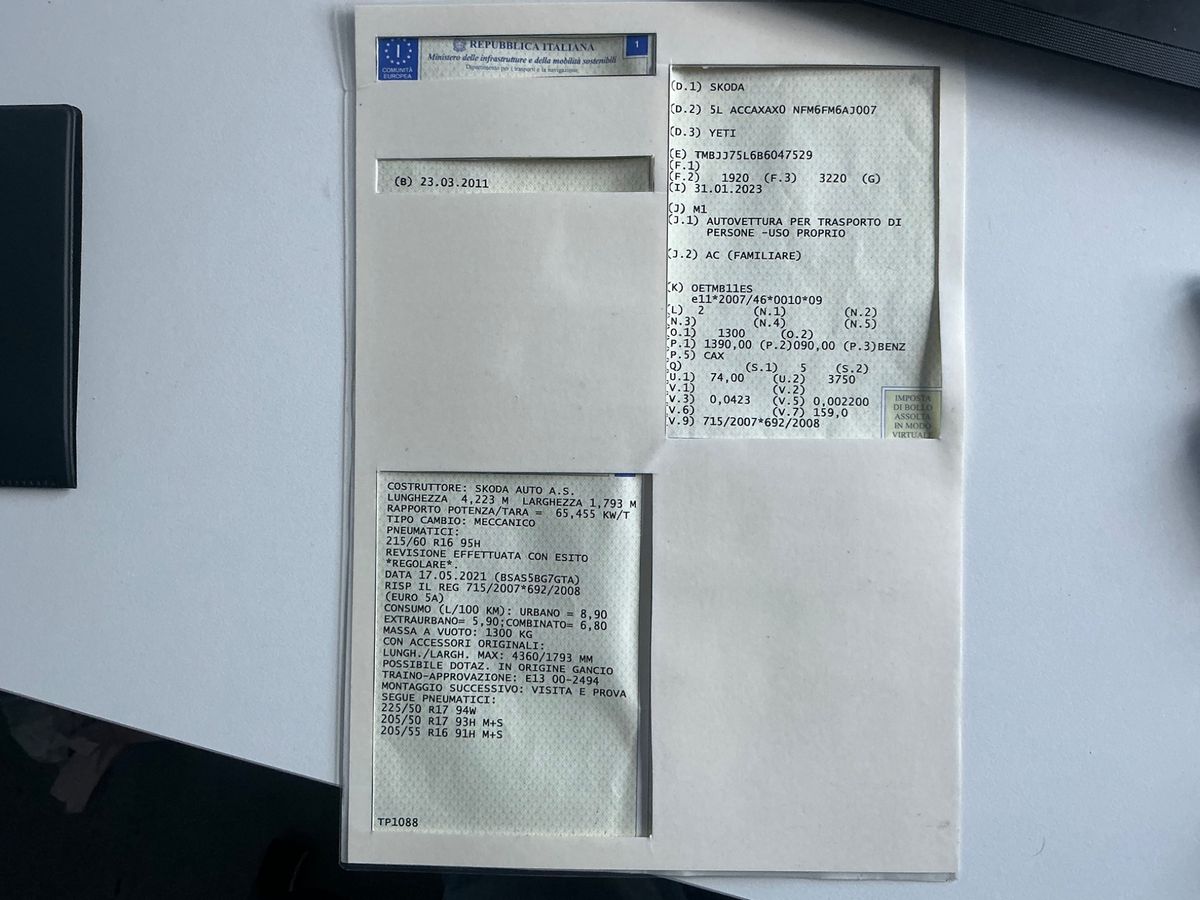 I
COMUNITÀ
EUROPEA
REPUBBLICA ITALIANA
1
Ministero delle infrastrutture e della mobilità sostenibili
Dipartimento per i trasporti e la navigazione
(B) 23.03.2011
(D.1) SKODA
(D.2) 5L ACCAXAX0 NFM6FM6AJ007
(D.3) YETI
(E) TMBJJ75L6B6047529
(F.1)
(F.2) 1920 (F.3) 3220 (G)
(I) 31.01.2023
(J) M1
(J.1) AUTOVETTURA PER TRASPORTO DI
PERSONE -USO PROPRIO
(J.2) AC (FAMILIARE)
(K) OETMB11ES
e11*2007/46*0010*09
(L) 2 (N.1) (N.2)
(N.3) (N.4) (N.5)
(O.1) 1300 (O.2)
(P.1) 1390,00 (P.2)090,00 (P.3)BENZ
(P.5) CAX
(Q) (S.1) 5 (S.2)
(U.1) 74,00 (U.2) 3750
(V.1) (V.2)
(V.3) 0,0423 (V.5) 0,002200
(V.6) (V.7) 159,0
(V.9) 715/2007*692/2008
IMPOSTA
DI BOLLO
ASSOLTA
IN MODO
VIRTUALE
COSTRUTTORE: SKODA AUTO A.S.
LUNGHEZZA 4,223 M LARGHEZZA 1,793 M
RAPPORTO POTENZA/TARA = 65,455 KW/T
TIPO CAMBIO: MECCANICO
PNEUMATICI:
215/60 R16 95H
REVISIONE EFFETTUATA CON ESITO
*REGOLARE*.
DATA 17.05.2021 (BSAS5BG7GTA)
RISP IL REG 715/2007*692/2008
(EURO 5A)
CONSUMO (L/100 KM): URBANO = 8,90
EXTRAURBANO= 5,90;COMBINATO= 6,80
MASSA A VUOTO: 1300 KG
CON ACCESSORI ORIGINALI:
LUNGH./LARGH. MAX: 4360/1793 MM
POSSIBILE DOTAZ. IN ORIGINE GANCIO
TRAINO-APPROVAZIONE: E13 00-2494
MONTAGGIO SUCCESSIVO: VISITA E PROVA
SEGUE PNEUMATICI:
225/50 R17 94W
205/50 R17 93H M+S
205/55 R16 91H M+S
TP1088